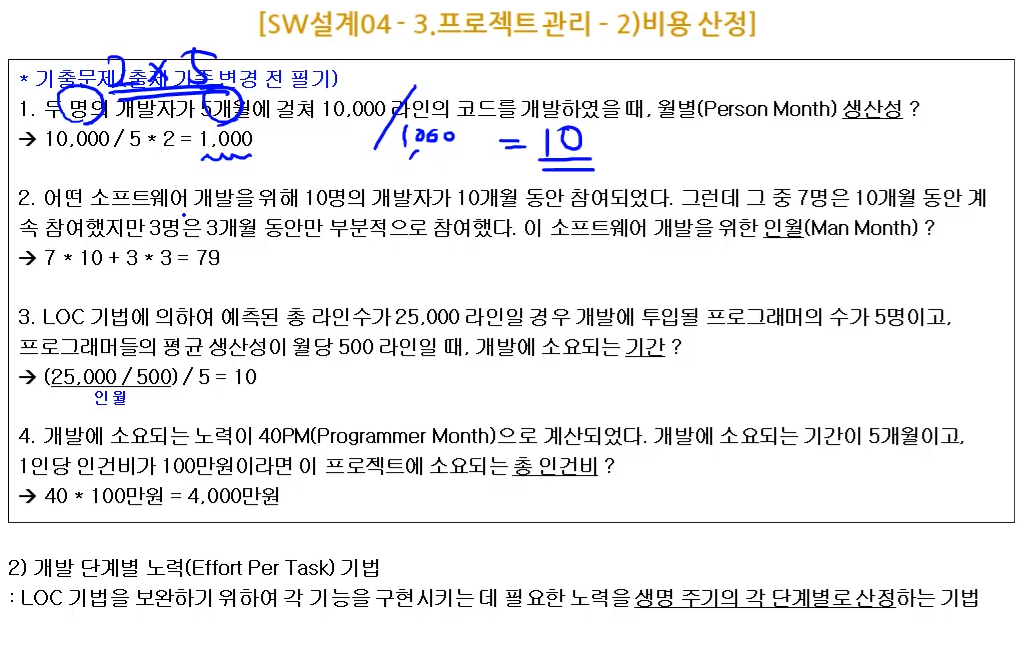 [SW설계04 - 3.프로젝트 관리 - 2)비용 산정]
2 x 5
* 기출문제(출제 기준 변경 전 필기)
1. 두 명의 개발자가 5개월에 걸쳐 10,000 라인의 코드를 개발하였을 때, 월별(Person Month) 생산성 ?
→ 10,000 / 5 * 2 = 1,000
/ 1,000 = 10
2. 어떤 소프트웨어 개발을 위해 10명의 개발자가 10개월 동안 참여되었다. 그런데 그 중 7명은 10개월 동안 계
속 참여했지만 3명은 3개월 동안만 부분적으로 참여했다. 이 소프트웨어 개발을 위한 인월(Man Month) ?
→ 7 * 10 + 3 * 3 = 79
3. LOC 기법에 의하여 예측된 총 라인수가 25,000 라인일 경우 개발에 투입될 프로그래머의 수가 5명이고,
프로그래머들의 평균 생산성이 월당 500 라인일 때, 개발에 소요되는 기간 ?
→ (25,000 / 500) / 5 = 10
인월
4. 개발에 소요되는 노력이 40PM(Programmer Month)으로 계산되었다. 개발에 소요되는 기간이 5개월이고,
1인당 인건비가 100만원이라면 이 프로젝트에 소요되는 총 인건비 ?
→ 40 * 100만원 = 4,000만원
2) 개발 단계별 노력(Effort Per Task) 기법
: LOC 기법을 보완하기 위하여 각 기능을 구현시키는 데 필요한 노력을 생명 주기의 각 단계별로 산정하는 기법